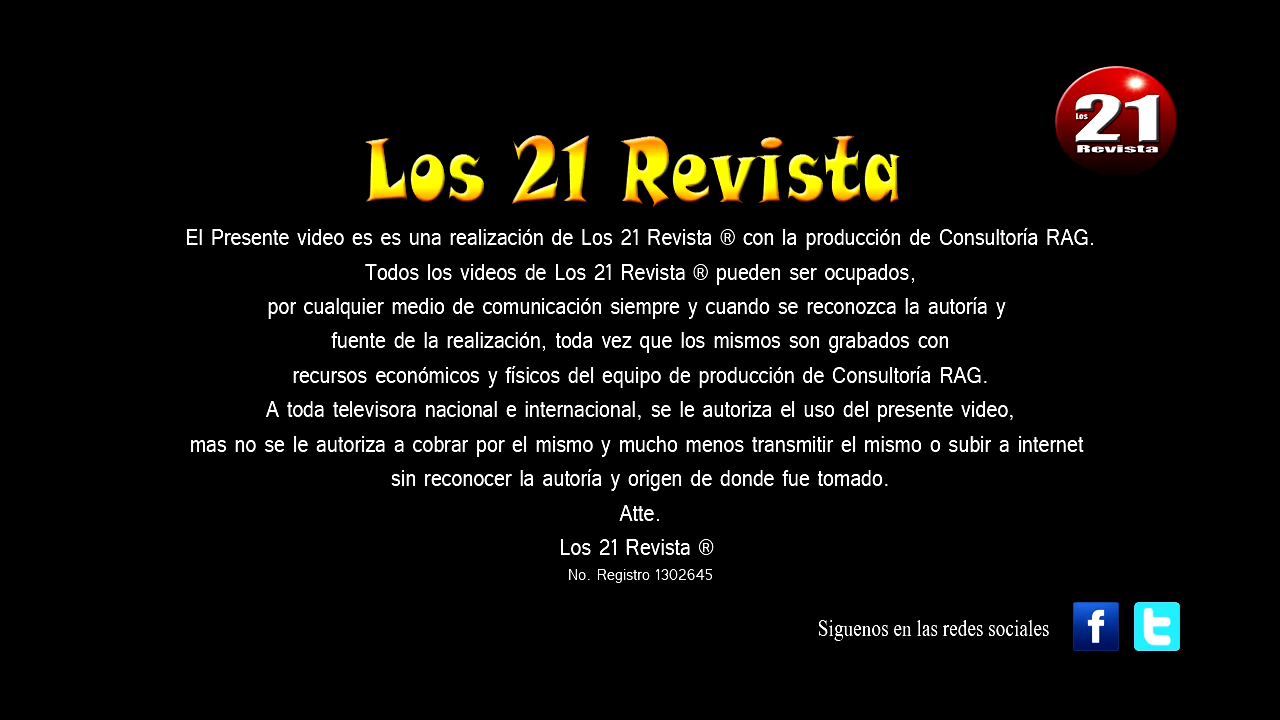 Los 21 Revista
Los 21 Revista
El Presente video es es una realización de Los 21 Revista ® con la producción de Consultoría RAG.
Todos los videos de Los 21 Revista ® pueden ser ocupados,
por cualquier medio de comunicación siempre y cuando se reconozca la autoría y
fuente de la realización, toda vez que los mismos son grabados con
recursos económicos y físicos del equipo de producción de Consultoría RAG.
A toda televisora nacional e internacional, se le autoriza el uso del presente video,
mas no se le autoriza a cobrar por el mismo y mucho menos transmitir el mismo o subir a internet
sin reconocer la autoría y origen de donde fue tomado.
Atte.
Los 21 Revista ®
No. Registro 1302645
Siguenos en las redes sociales f t